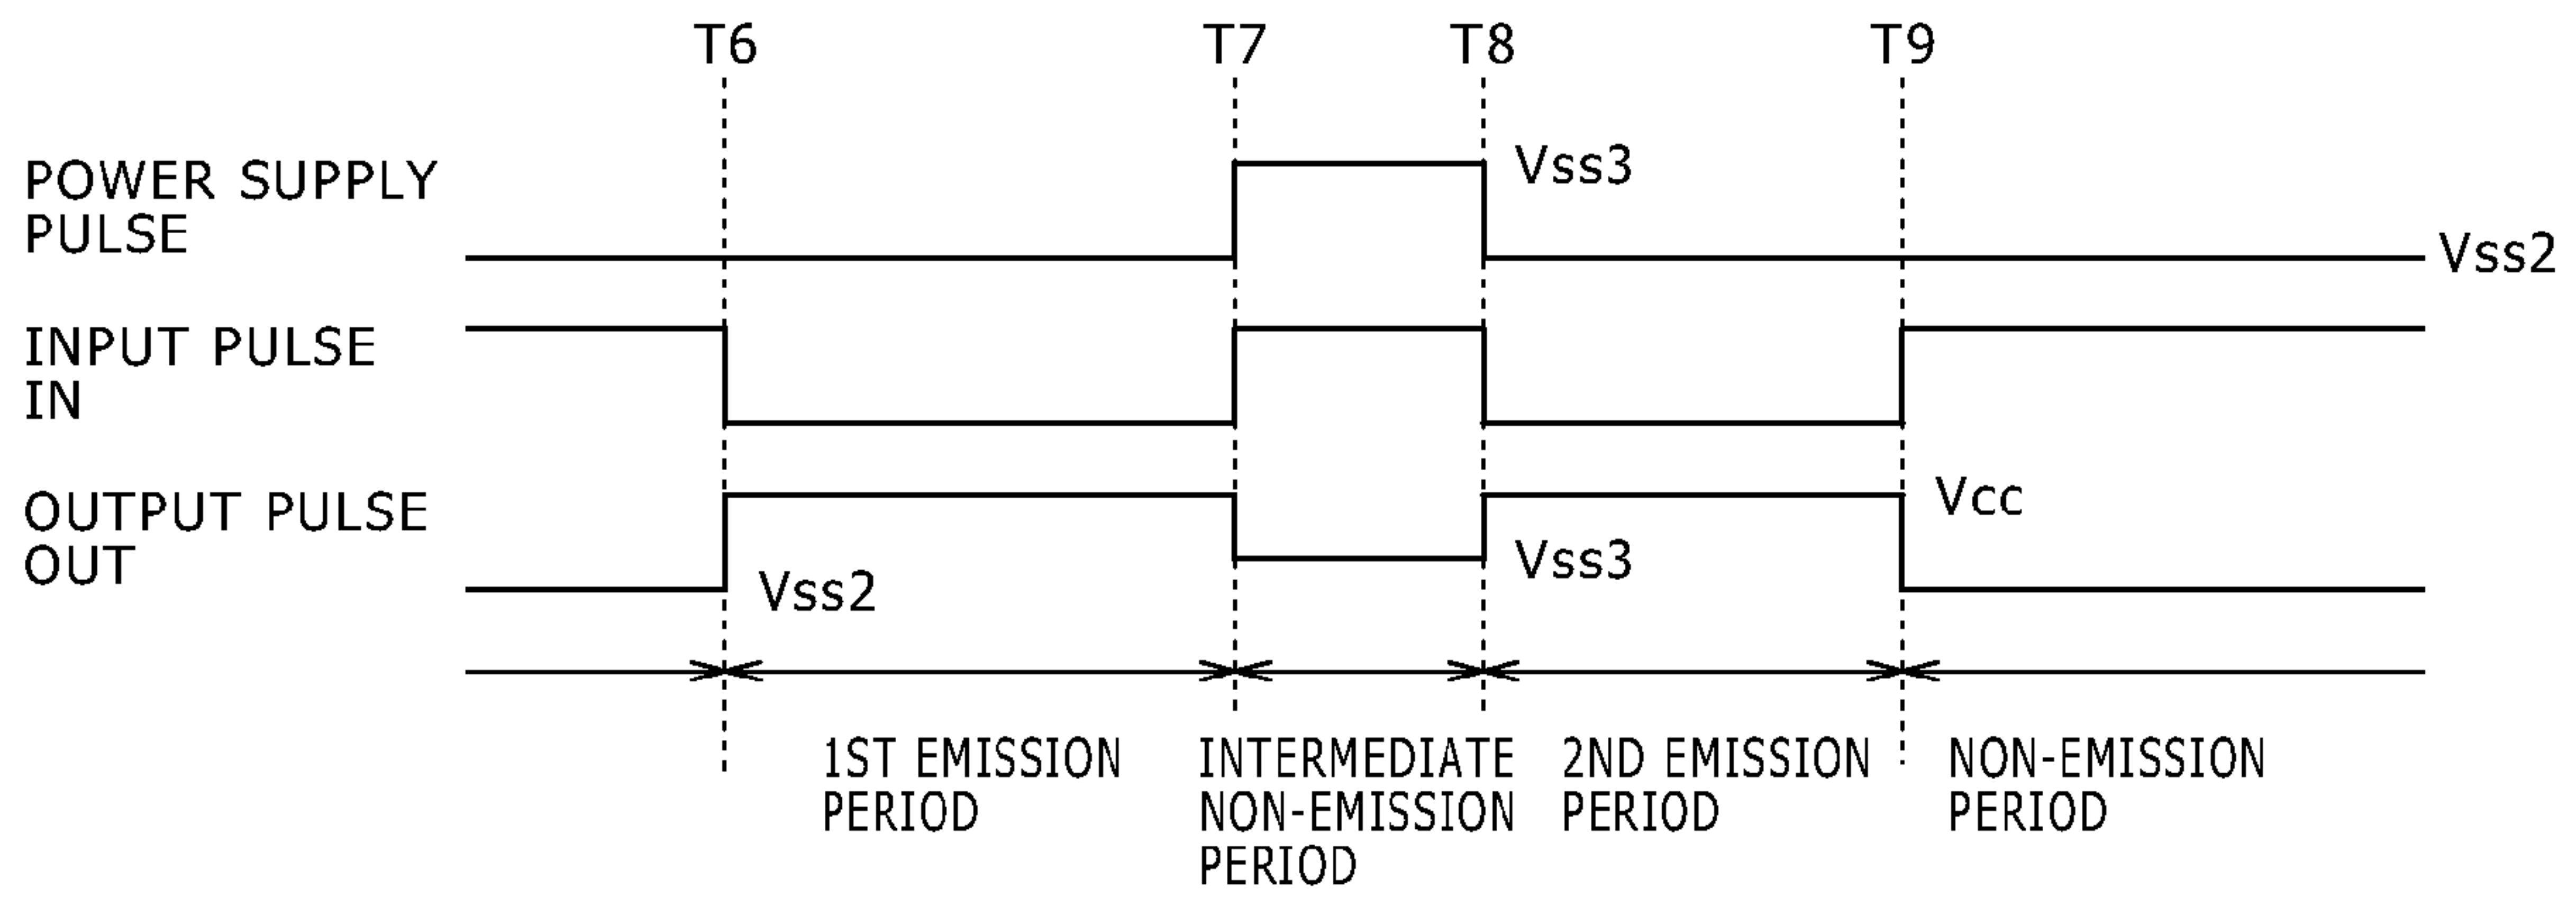 T6 T7 T8 T9
POWER SUPPLY
PULSE
Vss3
Vss2
INPUT PULSE
IN
OUTPUT PULSE
OUT
Vss2
Vss3
Vcc
1ST EMISSION
PERIOD
INTERMEDIATE
NON-EMISSION
PERIOD
2ND EMISSION
PERIOD
NON-EMISSION
PERIOD